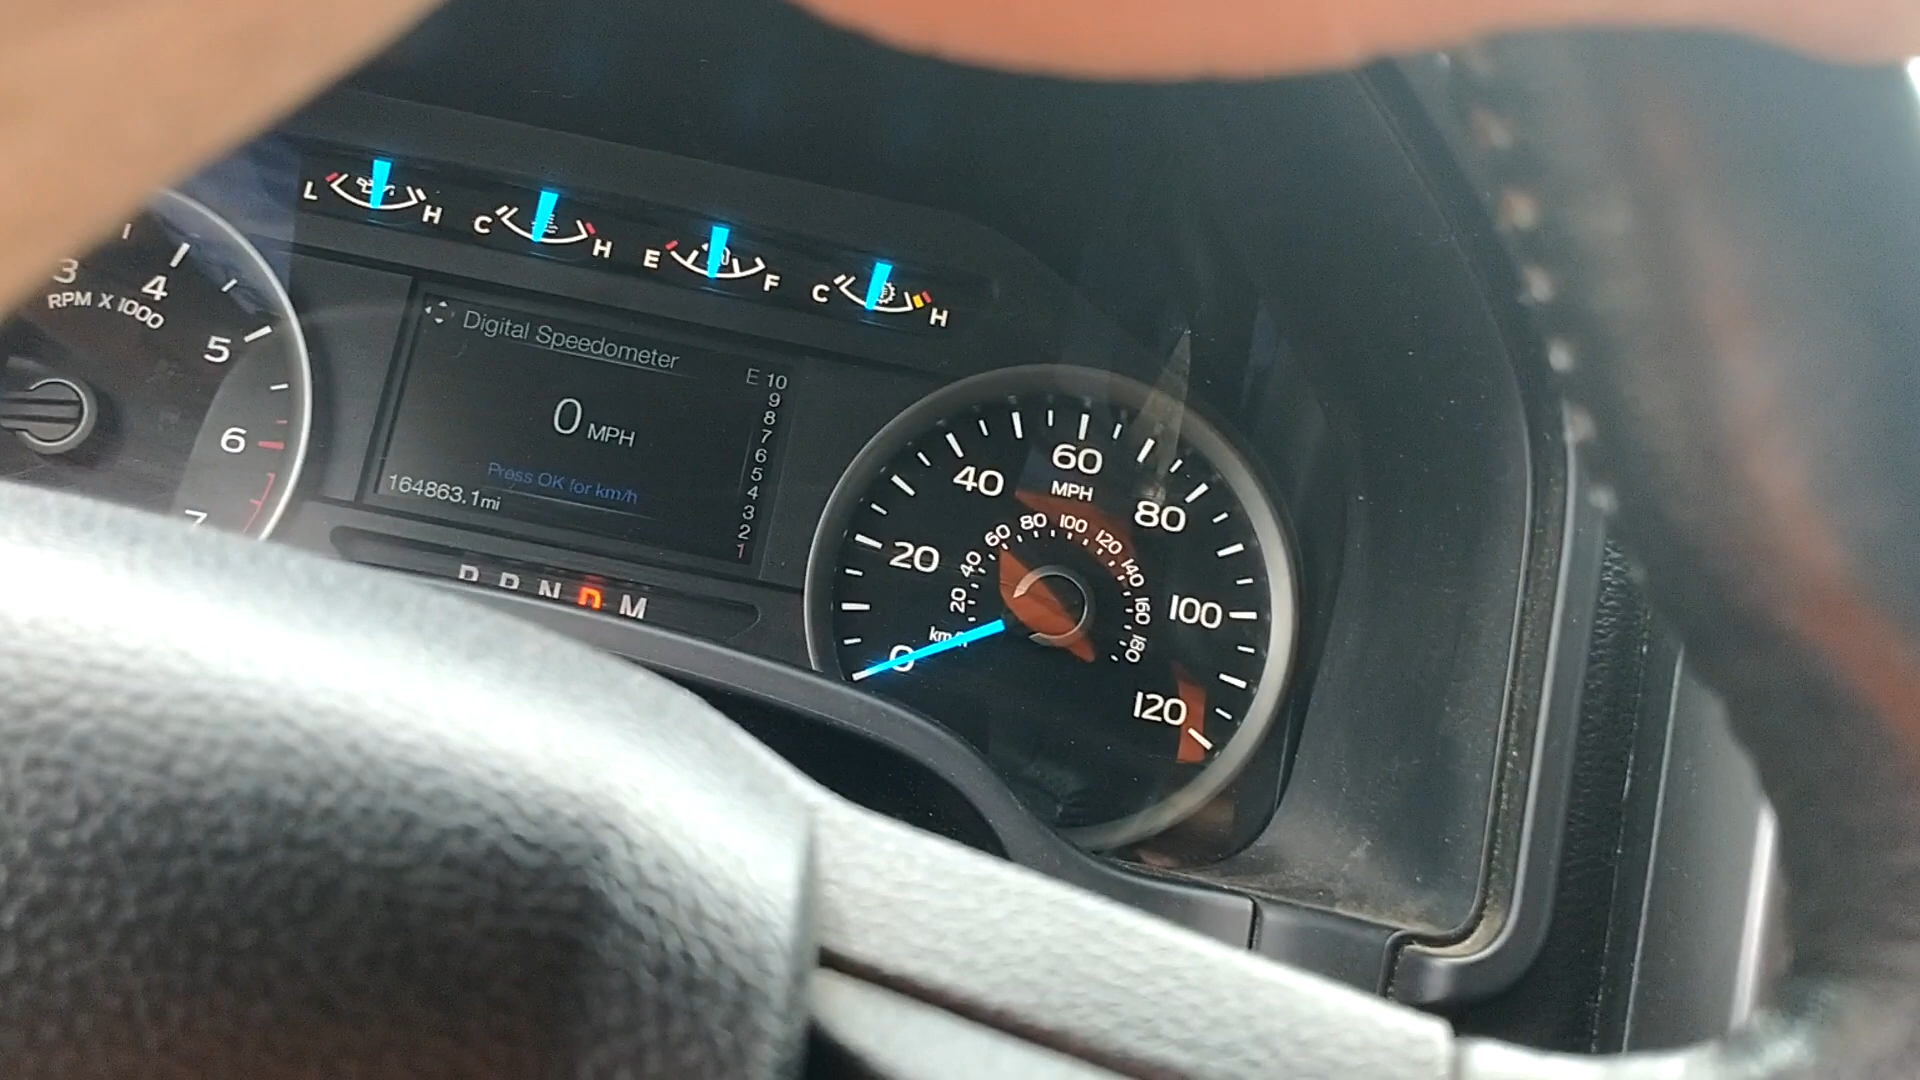 L H C H E F C H
3 4 5 6 7
RPM X 1000
Digital Speedometer
0 MPH
Press OK for km/h
164863.1 mi
E 10
9
8
7
6
5
4
3
2
1
P R N D M
0 20 40 60 80 100 120
MPH
20 40 60 80 100 120 140 160 180